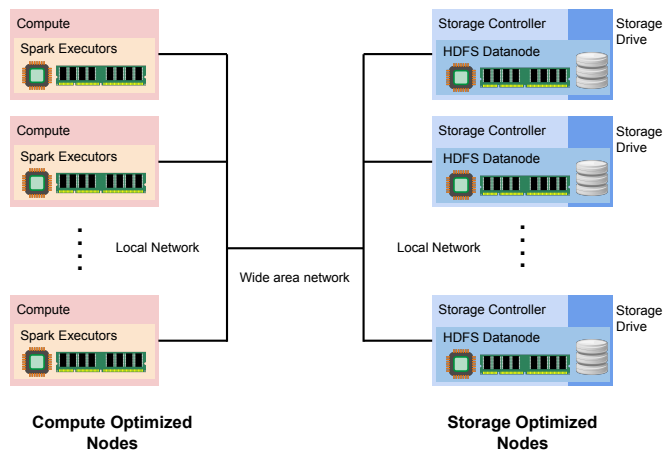 Compute
Spark Executors
Storage Controller
HDFS Datanode
Storage
Drive
Compute
Spark Executors
Storage Controller
HDFS Datanode
Storage
Drive
Local Network
Local Network
Wide area network
Compute
Spark Executors
Storage Controller
HDFS Datanode
Storage
Drive
Compute Optimized
Nodes
Storage Optimized
Nodes